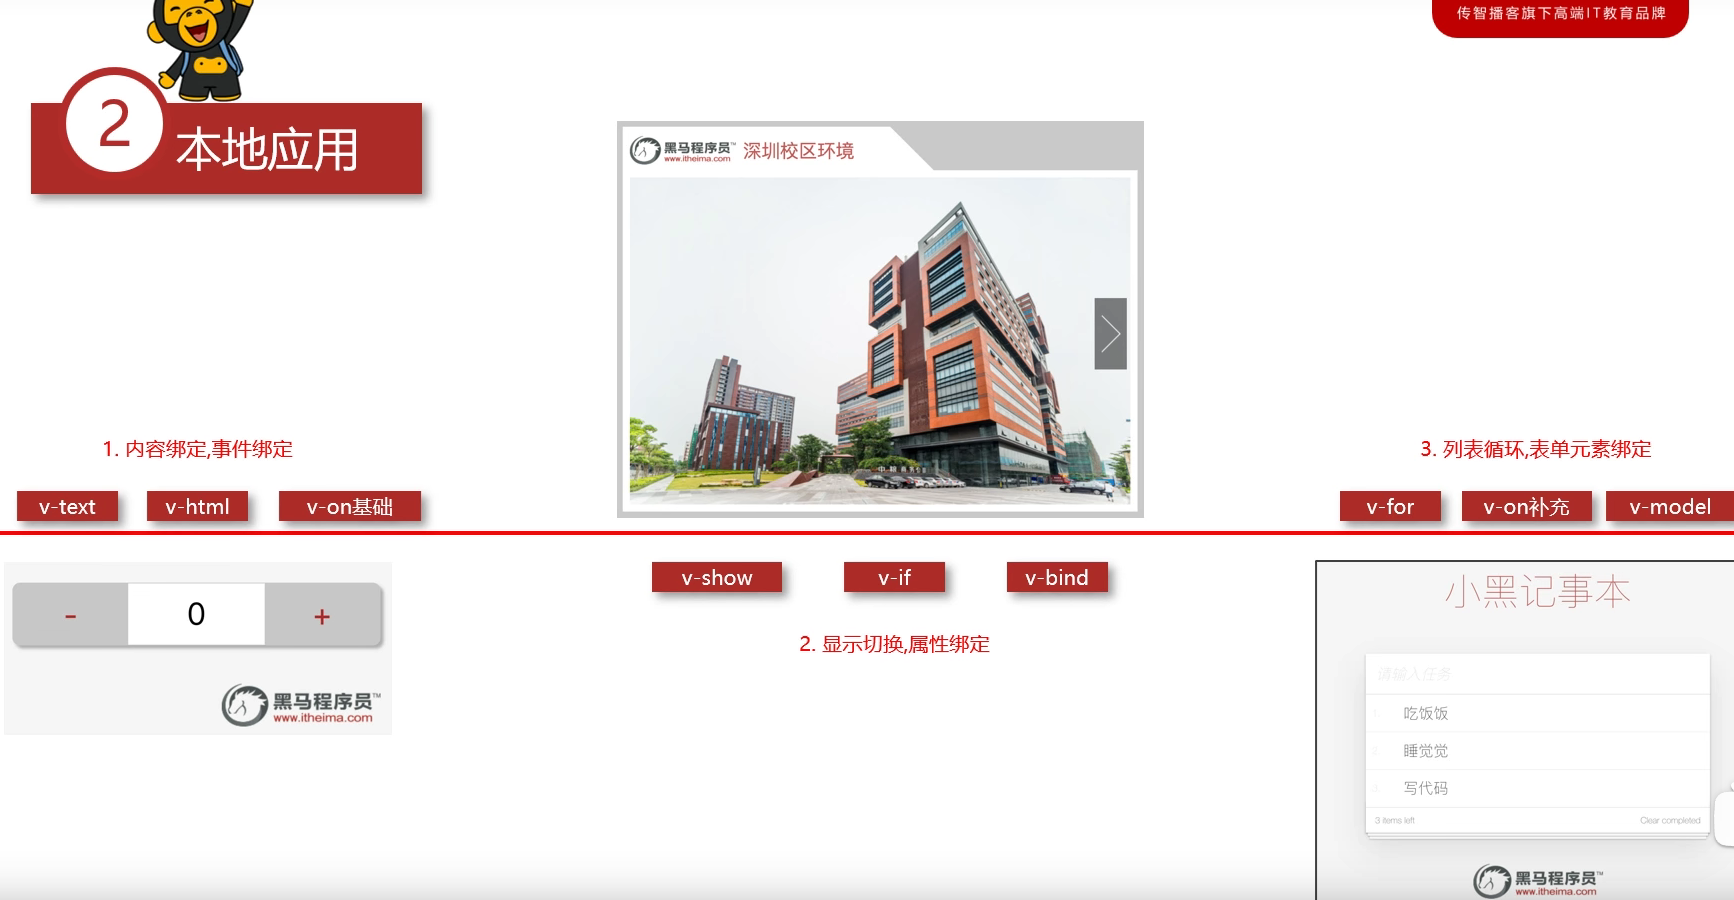 传智播客旗下高端IT教育品牌
2
本地应用
黑马程序员™
www.itheima.com
深圳校区环境
1. 内容绑定,事件绑定
v-text
v-html
v-on基础
-
0
+
黑马程序员™
www.itheima.com
v-show
v-if
v-bind
2. 显示切换,属性绑定
3. 列表循环,表单元素绑定
v-for
v-on补充
v-model
小黑记事本
请输入任务
吃饭饭
睡觉觉
3. 写代码
3 items left
Clear completed
黑马程序员™
www.itheima.com